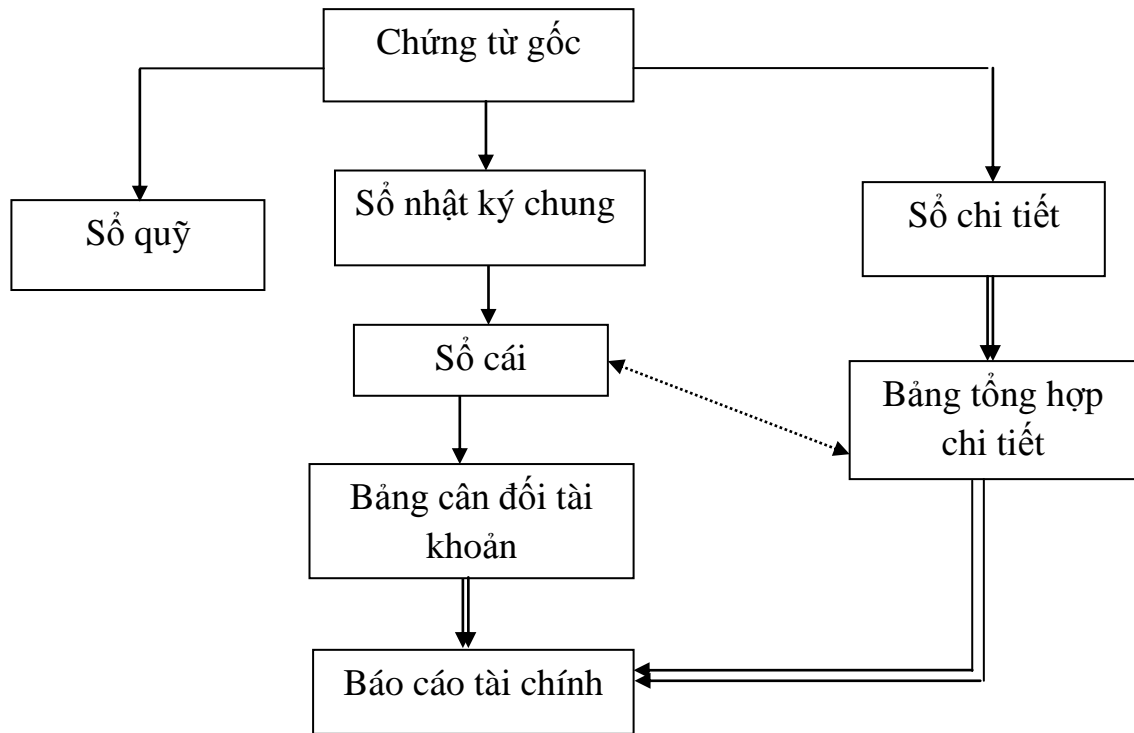 Chứng từ gốc
Sổ nhật ký chung
Sổ chi tiết
Sổ quỹ
Sổ cái
Bảng tổng hợp
chi tiết
Bảng cân đối tài
khoản
Báo cáo tài chính